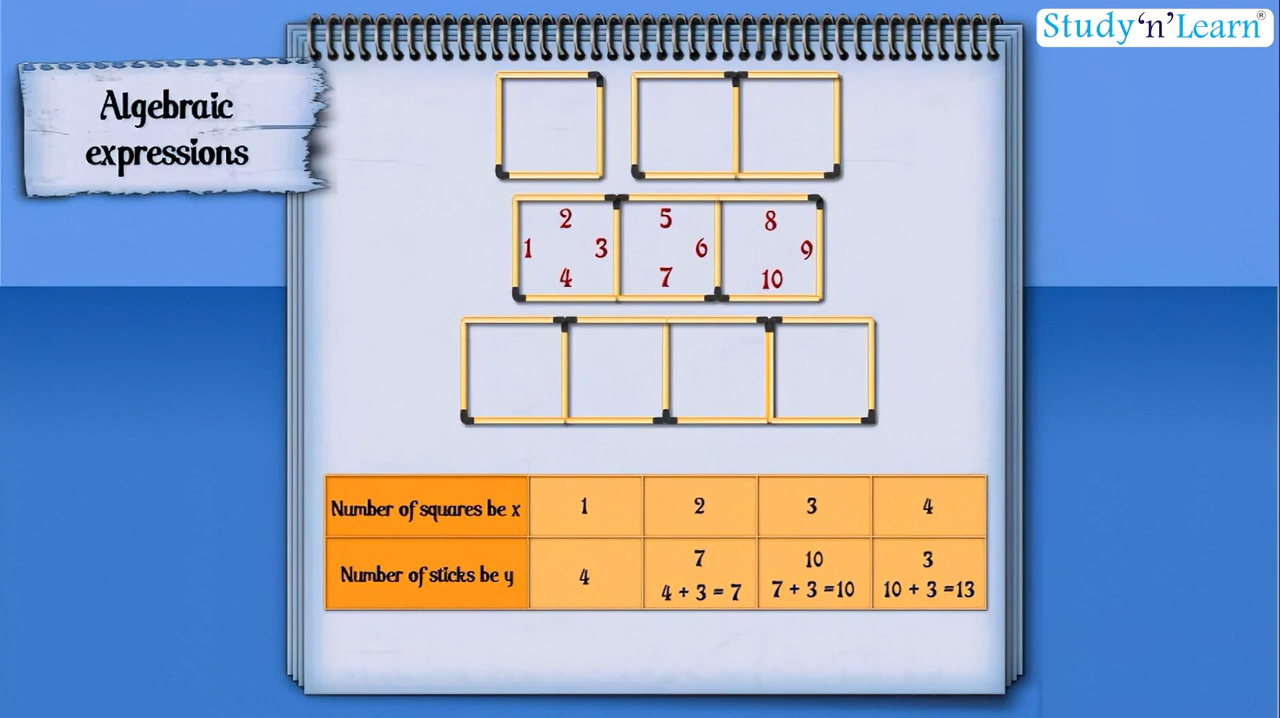 Study‘n’Learn®
Algebraic
expressions
2 5 8
1 3 6 9
4 7 10
Number of squares be x 1 2 3 4
Number of sticks be y 4 7 10 3
4 + 3 = 7 7 + 3 =10 10 + 3 =13